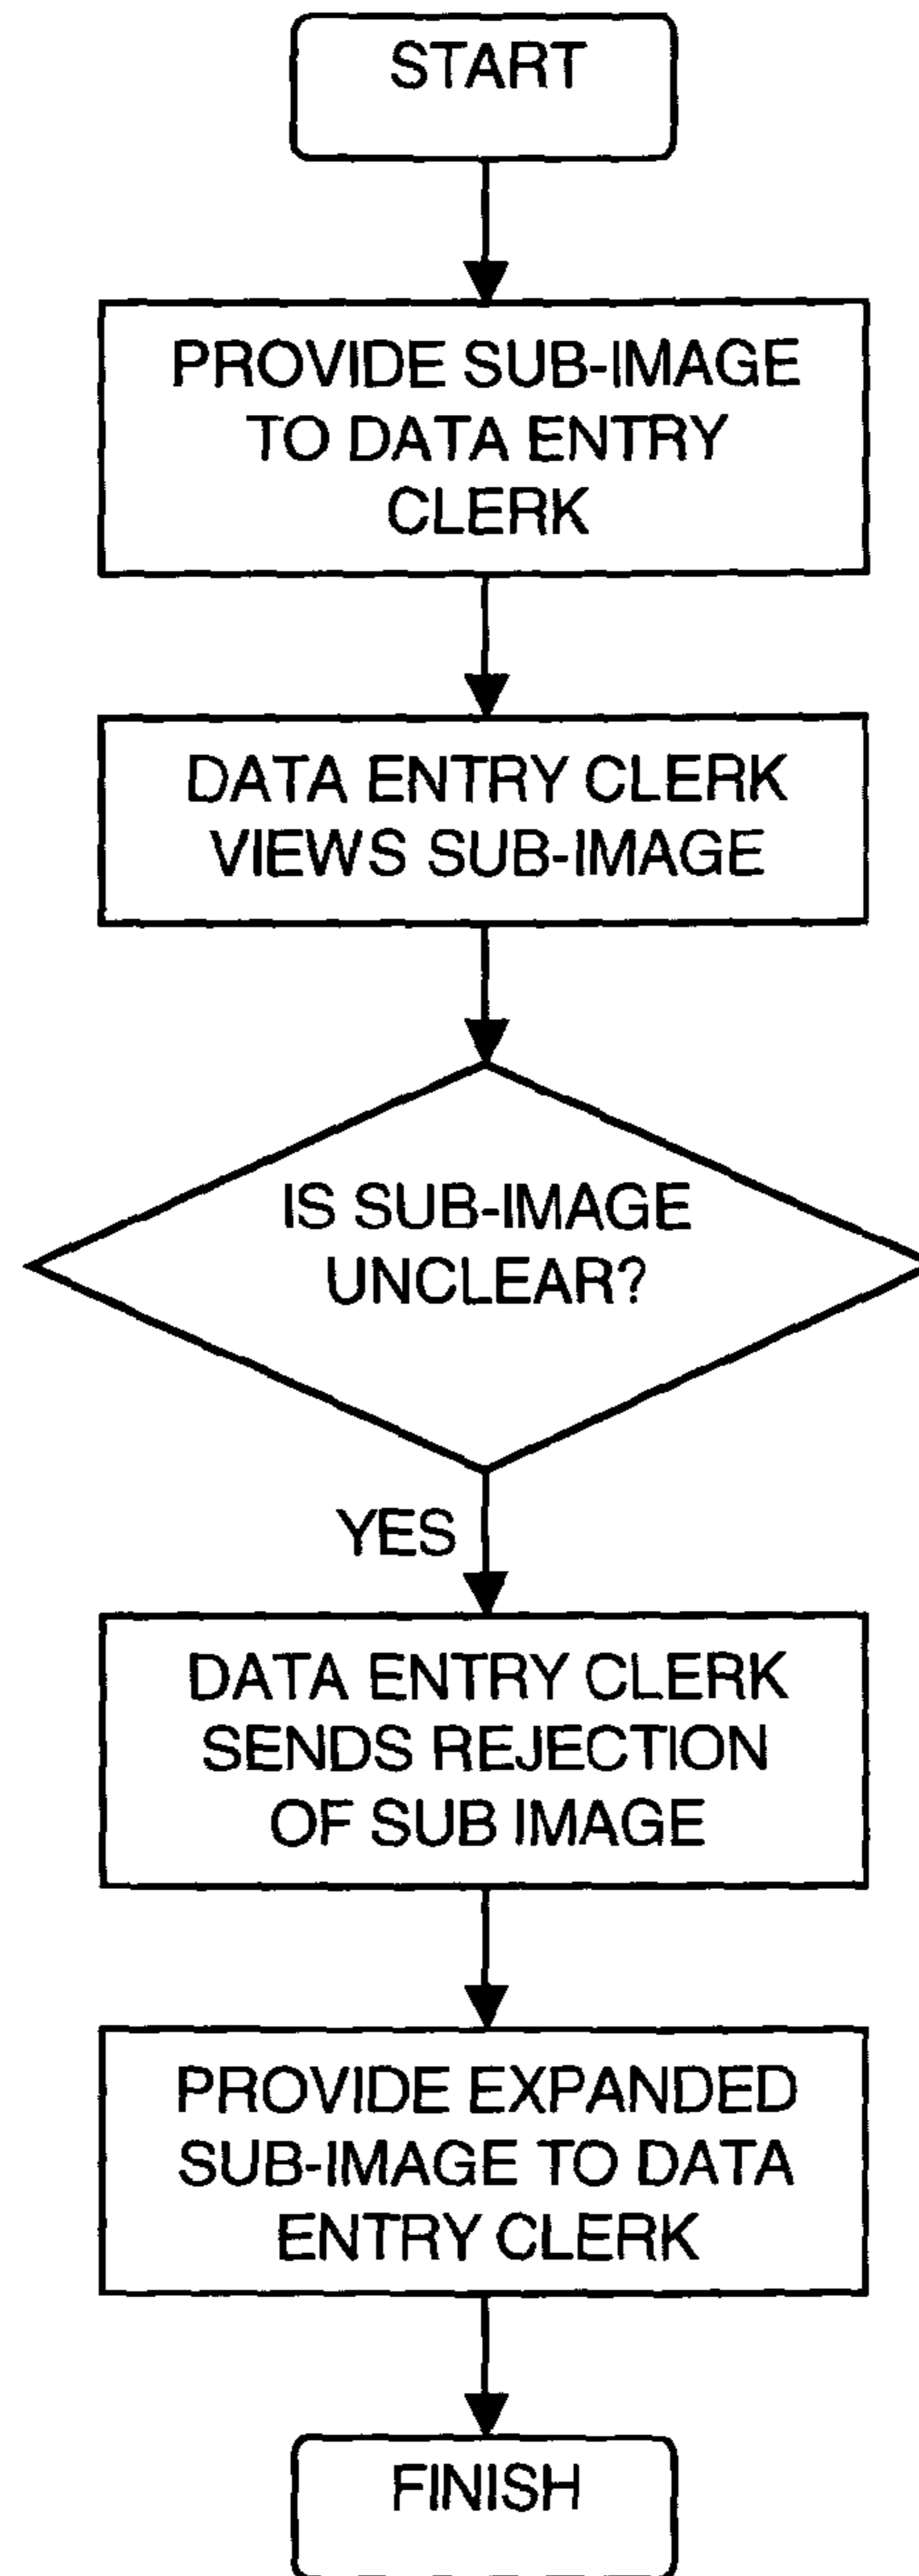 START
PROVIDE SUB-IMAGE
TO DATA ENTRY
CLERK
DATA ENTRY CLERK
VIEWS SUB-IMAGE
IS SUB-IMAGE
UNCLEAR?
YES
DATA ENTRY CLERK
SENDS REJECTION
OF SUB IMAGE
PROVIDE EXPANDED
SUB-IMAGE TO DATA
ENTRY CLERK
FINISH